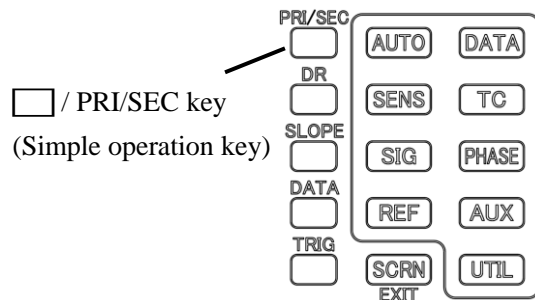 PRI/SEC
AUTO DATA
DR
/ PRI/SEC key
SENS TC
(Simple operation key)
SLOPE
SIG PHASE
DATA
REF AUX
TRIG
SCRN UTIL
EXIT